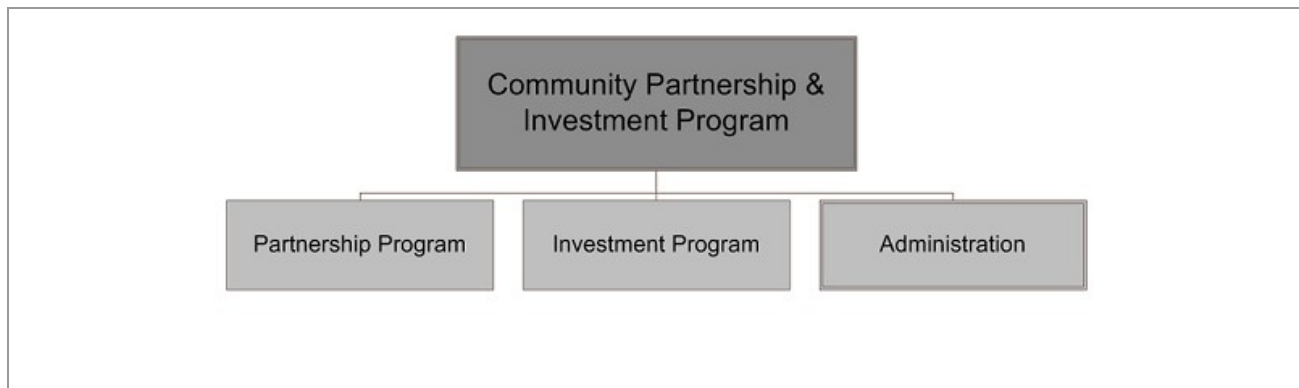 Community Partnership &
Investment Program
Partnership Program
Investment Program
Administration